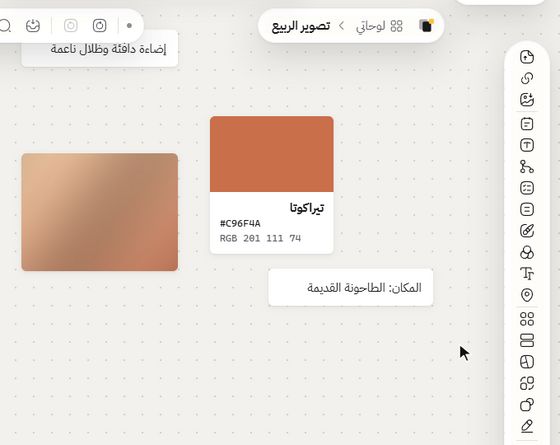 لوحاتي
تصوير الربيع
إضاءة دافئة وظلال ناعمة
تيراكوتا
#C96F4A
RGB 201 111 74
المكان: الطاحونة القديمة